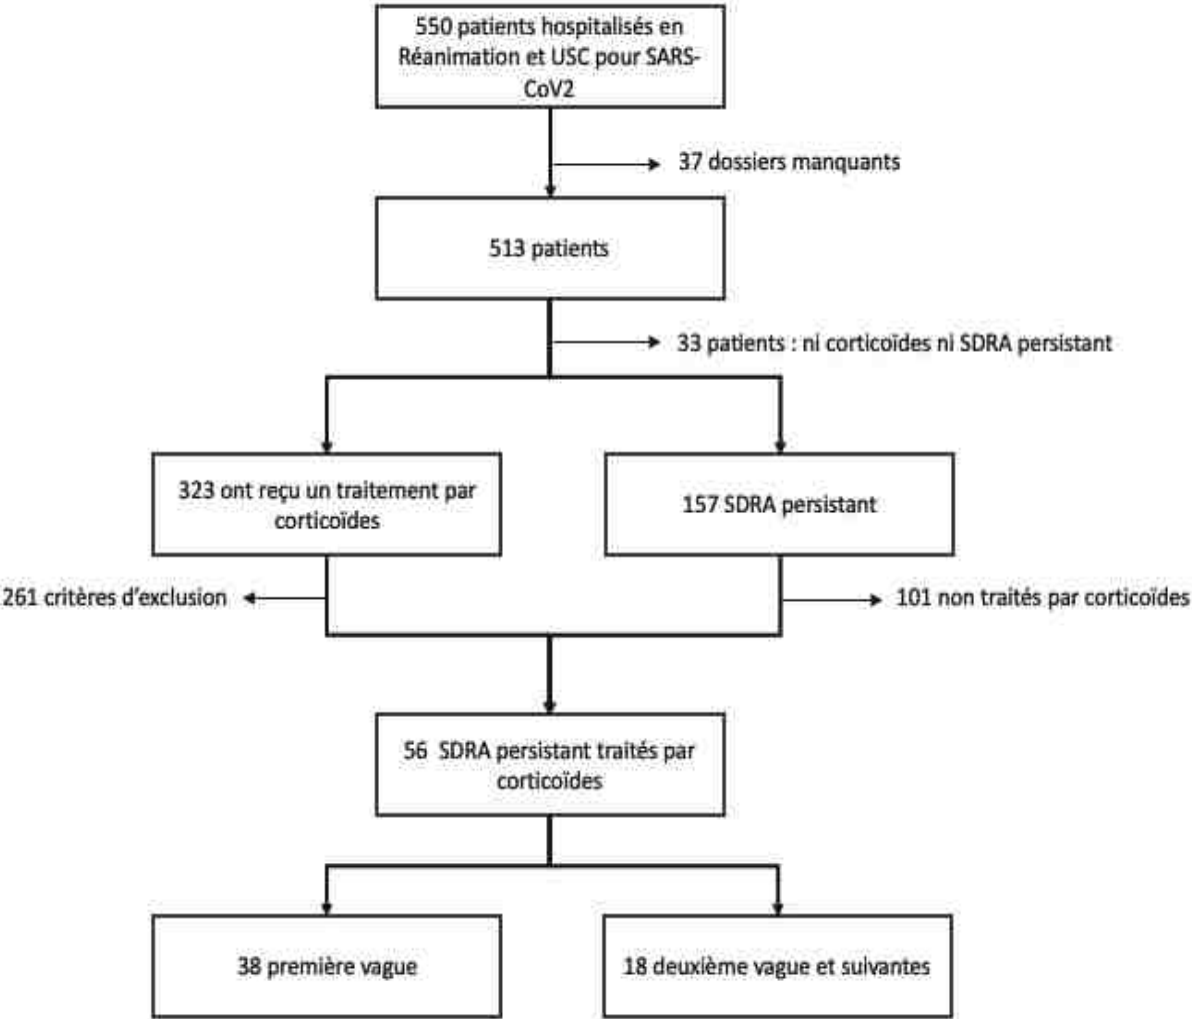 550 patients hospitalisés en
Réanimation et USC pour SARS-
CoV2
37 dossiers manquants
513 patients
33 patients : ni corticoïdes ni SDRA persistant
323 ont reçu un traitement par
corticoïdes
157 SDRA persistant
261 critères d'exclusion
101 non traités par corticoïdes
56 SDRA persistant traités par
corticoïdes
38 première vague
18 deuxième vague et suivantes